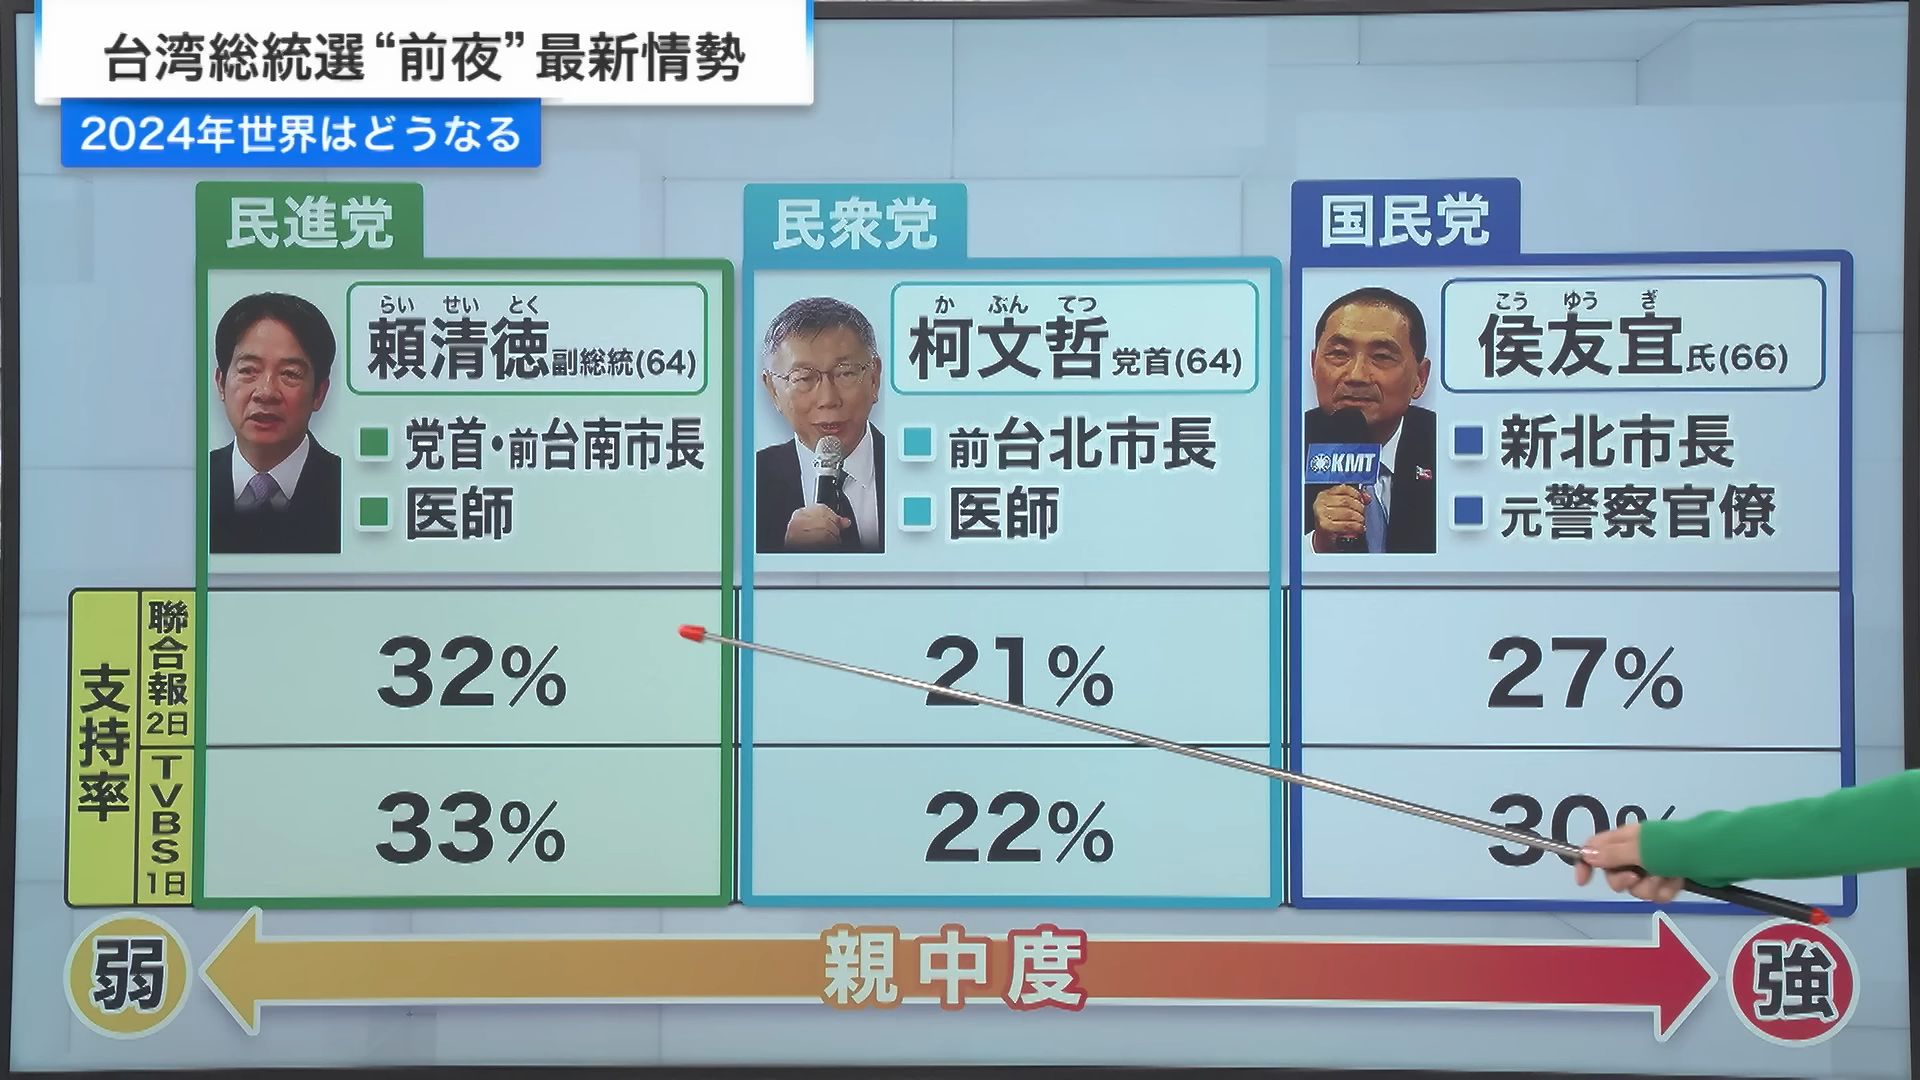 台湾総統選“前夜”最新情勢
2024年世界はどうなる
民進党
らい せい とく
頼清徳副総統(64)
党首・前台南市長
医師
民衆党
か ぶん てつ
柯文哲党首(64)
前台北市長
医師
国民党
こう ゆう ぎ
侯友宜氏(66)
新北市長
元警察官僚
KMT
支持率
聯合報2日
32%
21%
27%
TVBS1日
33%
22%
30%
弱
親中度
強